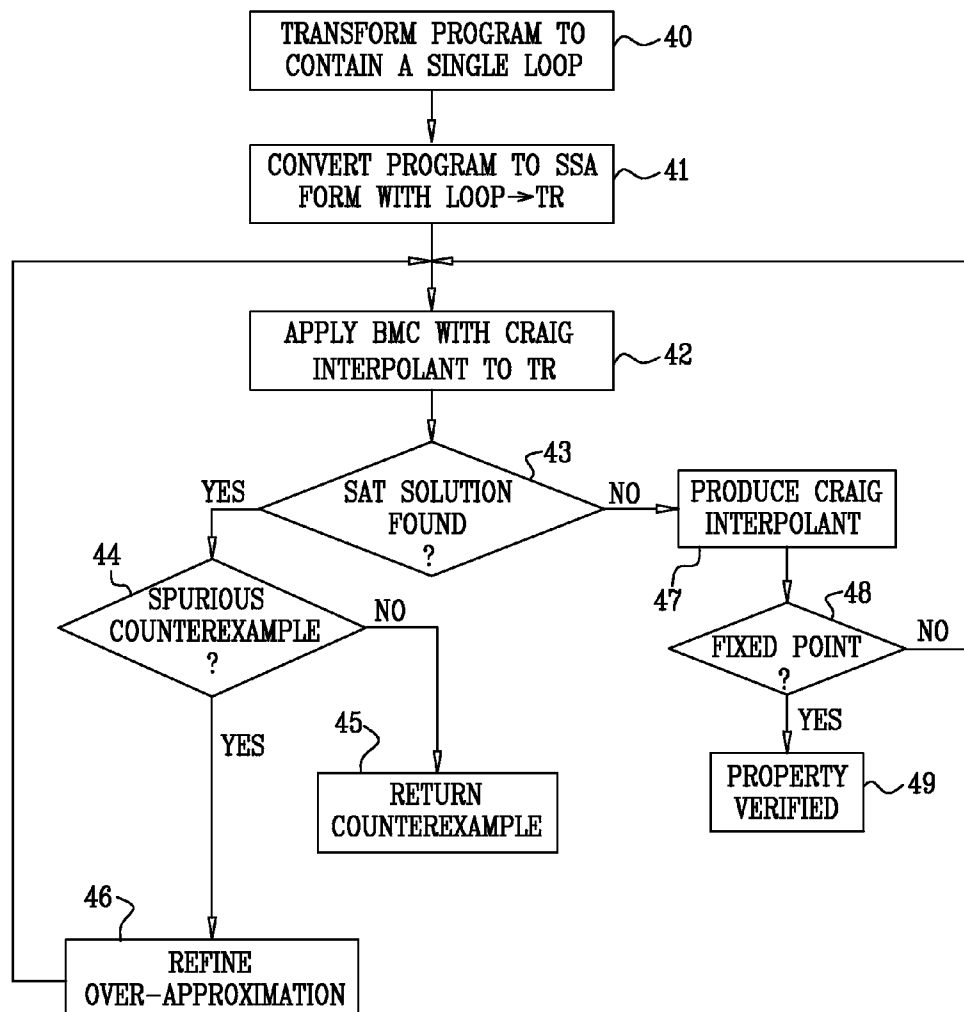 TRANSFORM PROGRAM TO
CONTAIN A SINGLE LOOP
40
CONVERT PROGRAM TO SSA
FORM WITH LOOP→TR
41
APPLY BMC WITH CRAIG
INTERPOLANT TO TR
42
43
SAT SOLUTION
FOUND
?
YES
NO
PRODUCE CRAIG
INTERPOLANT
47
44
SPURIOUS
COUNTEREXAMPLE
?
NO
YES
48
FIXED POINT
?
NO
YES
45
RETURN
COUNTEREXAMPLE
PROPERTY
VERIFIED
49
46
REFINE
OVER-APPROXIMATION